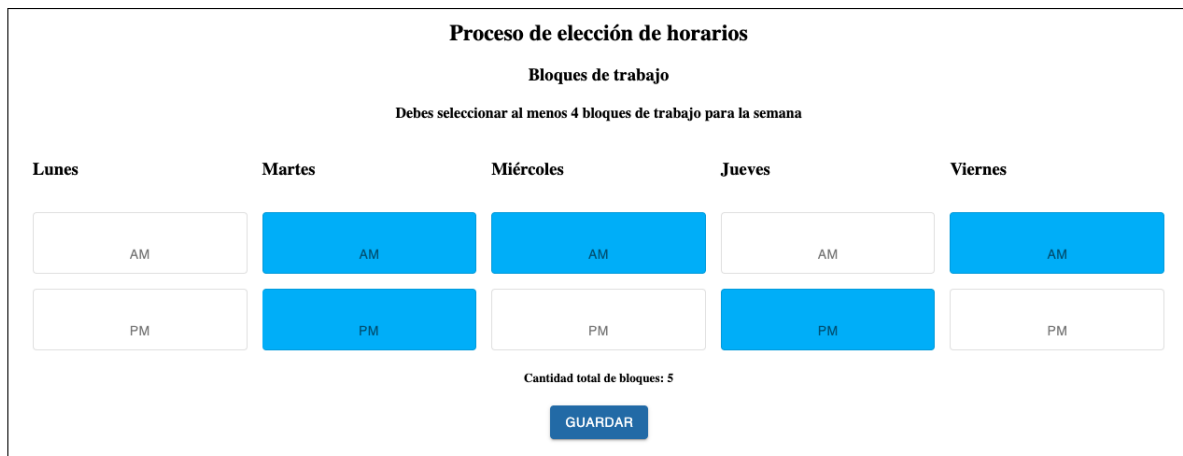 Proceso de elección de horarios
Bloques de trabajo
Debes seleccionar al menos 4 bloques de trabajo para la semana
Lunes Martes Miércoles Jueves Viernes
AM AM AM AM AM
PM PM PM PM PM
Cantidad total de bloques: 5
GUARDAR